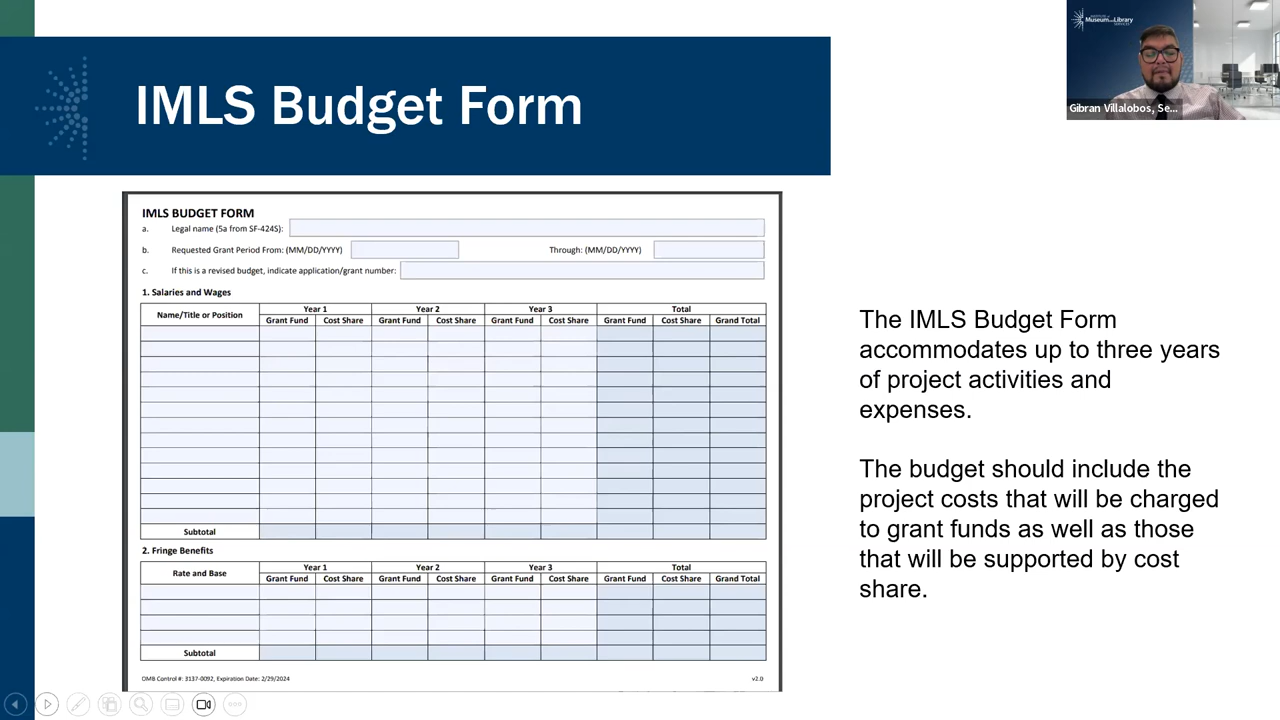 INSTITUTE of
Museum and Library
SERVICES
Gibran Villalobos, Se...
IMLS Budget Form
IMLS BUDGET FORM
a. Legal name (5a from SF-424S):
b. Requested Grant Period From: (MM/DD/YYYY) Through: (MM/DD/YYYY)
c. If this is a revised budget, indicate application/grant number:
1. Salaries and Wages
Name/Title or Position Year 1 Year 2 Year 3 Total
Grant Fund Cost Share Grant Fund Cost Share Grant Fund Cost Share Grant Fund Cost Share Grand Total
Subtotal
2. Fringe Benefits
Rate and Base Year 1 Year 2 Year 3 Total
Grant Fund Cost Share Grant Fund Cost Share Grant Fund Cost Share Grant Fund Cost Share Grand Total
Subtotal
OMB Control #: 3137-0092, Expiration Date: 2/29/2024 v2.0
The IMLS Budget Form
accommodates up to three years
of project activities and
expenses.
The budget should include the
project costs that will be charged
to grant funds as well as those
that will be supported by cost
share.